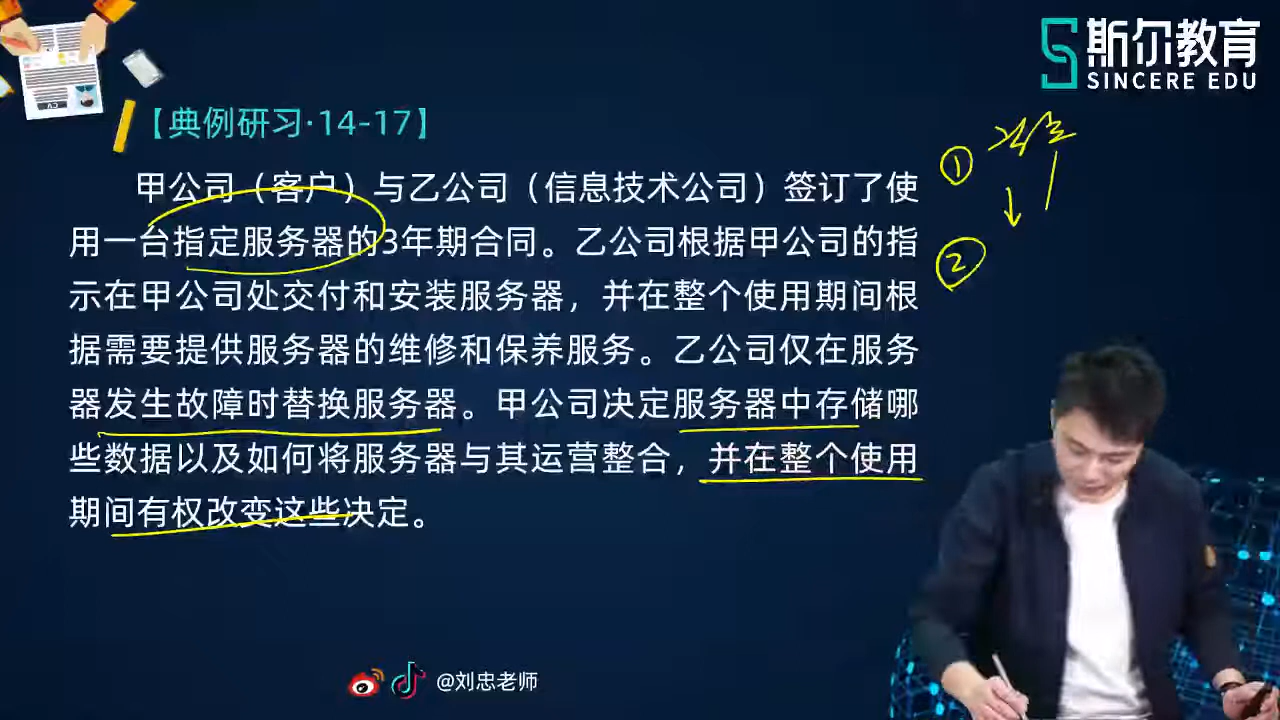 斯尔教育
SINCERE EDU
【典例研习·14-17】
甲公司（客户）与乙公司（信息技术公司）签订了使
用一台指定服务器的3年期合同。乙公司根据甲公司的指
示在甲公司处交付和安装服务器，并在整个使用期间根
据需要提供服务器的维修和保养服务。乙公司仅在服务
器发生故障时替换服务器。甲公司决定服务器中存储哪
些数据以及如何将服务器与其运营整合，并在整个使用
期间有权改变这些决定。
①
②
@刘忠老师